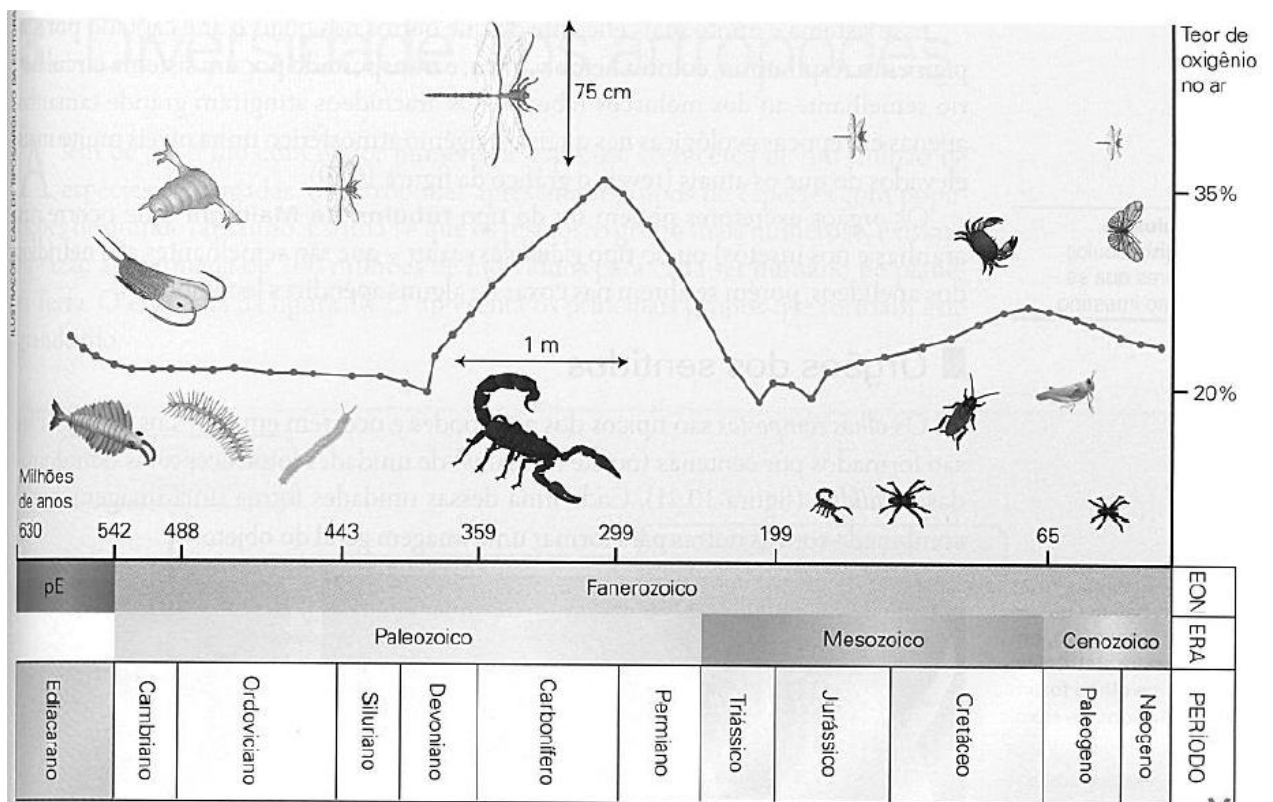 Teor de
oxigênio
no ar
75 cm
35%
1 m
20%
Milhões
de anos
630
542
488
443
359
299
199
65
pE
Fanerozoico
EON
Paleozoico
Mesozoico
Cenozoico
ERA
Ediacarano
Cambriano
Ordoviciano
Siluriano
Devoniano
Carbonífero
Permiano
Triássico
Jurássico
Cretáceo
Paleogeno
Neogeno
PERÍODO